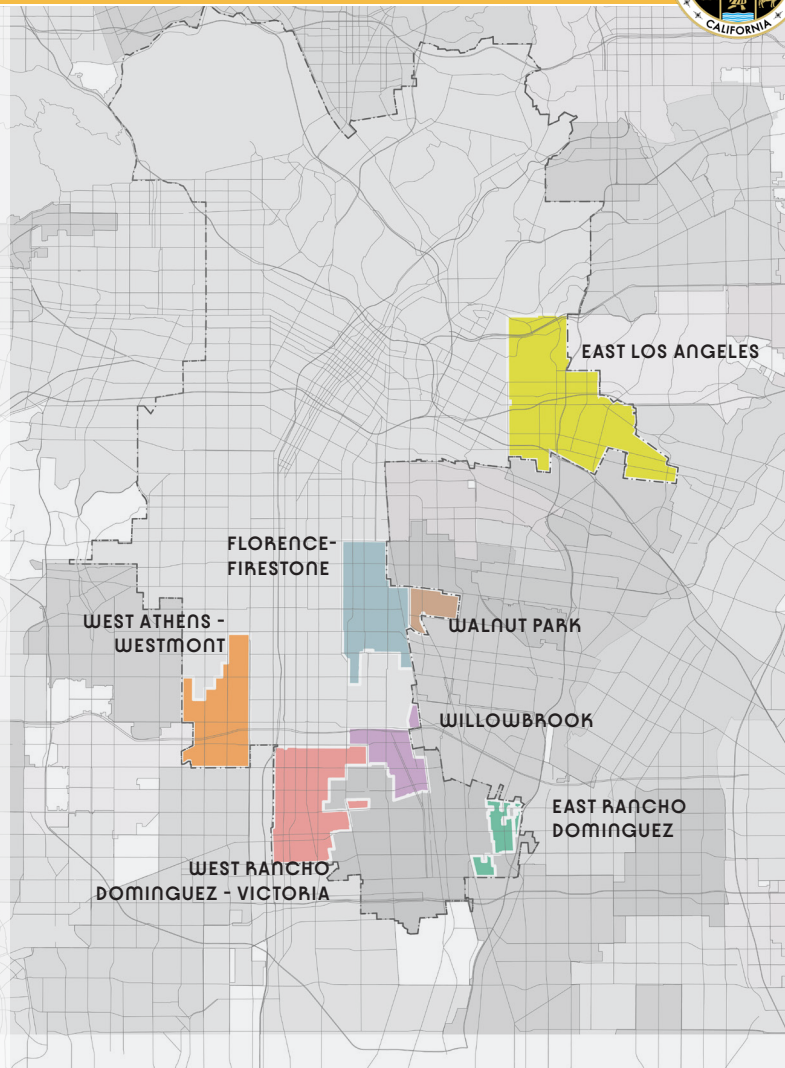 CALIFORNIA
EAST LOS ANGELES
FLORENCE-
FIRESTONE
WEST ATHENS -
WESTMONT
WALNUT PARK
WILLOWBROOK
EAST RANCHO
DOMINGUEZ
WEST RANCHO
DOMINGUEZ - VICTORIA